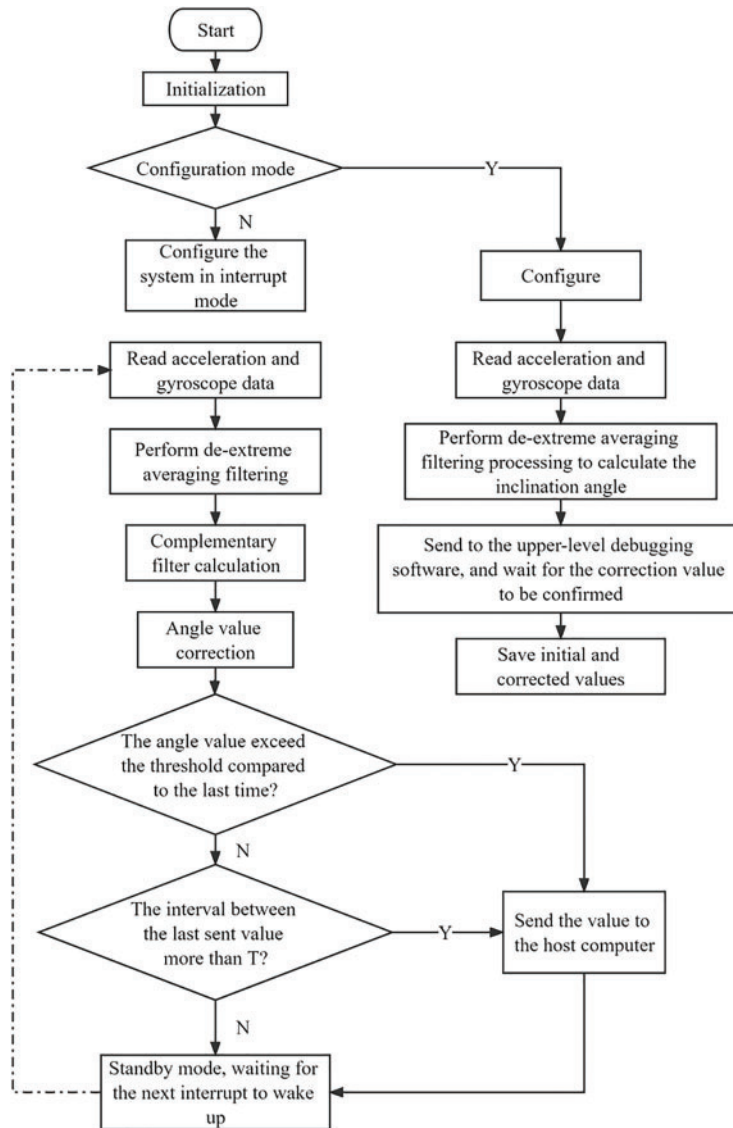 Start
Initialization
Configuration mode
Y
N
Configure the
system in interrupt
mode
Configure
Read acceleration and
gyroscope data
Read acceleration and
gyroscope data
Perform de-extreme
averaging filtering
Perform de-extreme averaging
filtering processing to calculate the
inclination angle
Complementary
filter calculation
Send to the upper-level debugging
software, and wait for the correction value
to be confirmed
Angle value
correction
Save initial and
corrected values
The angle value exceed
the threshold compared
to the last time?
Y
N
The interval between
the last sent value
more than T?
Y
Send the value to
the host computer
N
Standby mode, waiting for
the next interrupt to wake
up